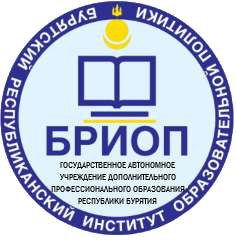 БУРЯТСКИЙ РЕСПУБЛИКАНСКИЙ ИНСТИТУТ ОБРАЗОВАТЕЛЬНОЙ ПОЛИТИКИ
БРИОП
ГОСУДАРСТВЕННОЕ АВТОНОМНОЕ
УЧРЕЖДЕНИЕ ДОПОЛНИТЕЛЬНОГО
ПРОФЕССИОНАЛЬНОГО ОБРАЗОВАНИЯ
РЕСПУБЛИКИ БУРЯТИЯ